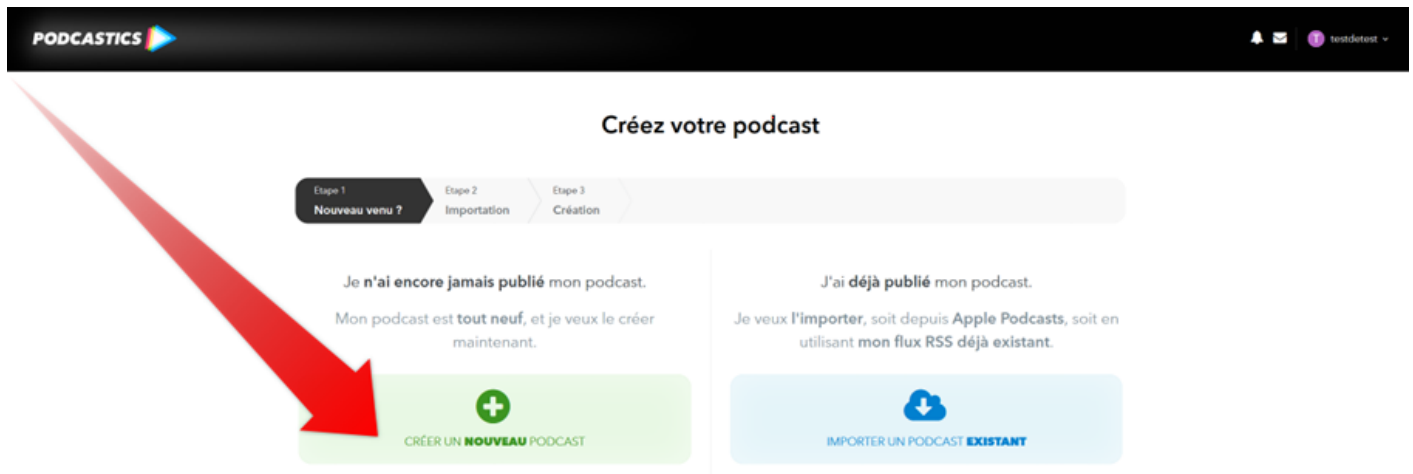 PODCASTICS
T testdetest
Créez votre podcast
Etape 1
Nouveau venu ?
Etape 2
Importation
Etape 3
Création
Je n'ai encore jamais publié mon podcast.
Mon podcast est tout neuf, et je veux le créer
maintenant.
CRÉER UN NOUVEAU PODCAST
J'ai déjà publié mon podcast.
Je veux l'importer, soit depuis Apple Podcasts, soit en
utilisant mon flux RSS déjà existant.
IMPORTER UN PODCAST EXISTANT